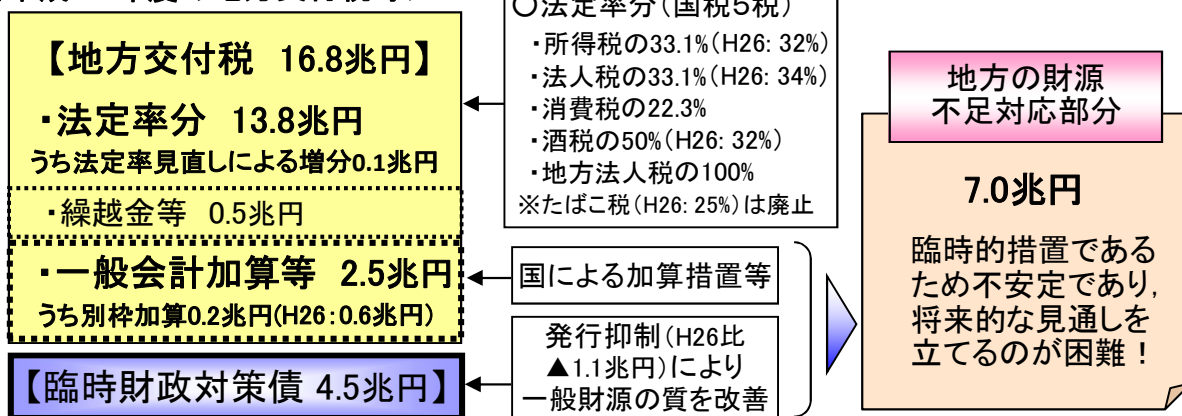 〇法定率分（国税５税）
【地方交付税　16.8兆円】
・法定率分　13.8兆円
うち法定率見直しによる増分0.1兆円
・繰越金等　0.5兆円
・一般会計加算等　2.5兆円
うち別枠加算0.2兆円(H26：0.6兆円)
【臨時財政対策債 4.5兆円】
・所得税の33.1%（H26: 32%）
・法人税の33.1%（H26: 34%）
・消費税の22.3%
・酒税の50%（H26: 32%）
・地方法人税の100%
※たばこ税（H26: 25%）は廃止
国による加算措置等
発行抑制（H26比
▲1.1兆円）により
一般財源の質を改善
地方の財源
不足対応部分
7.0兆円
臨時的措置である
ため不安定であり,
将来的な見通しを
立てるのが困難！